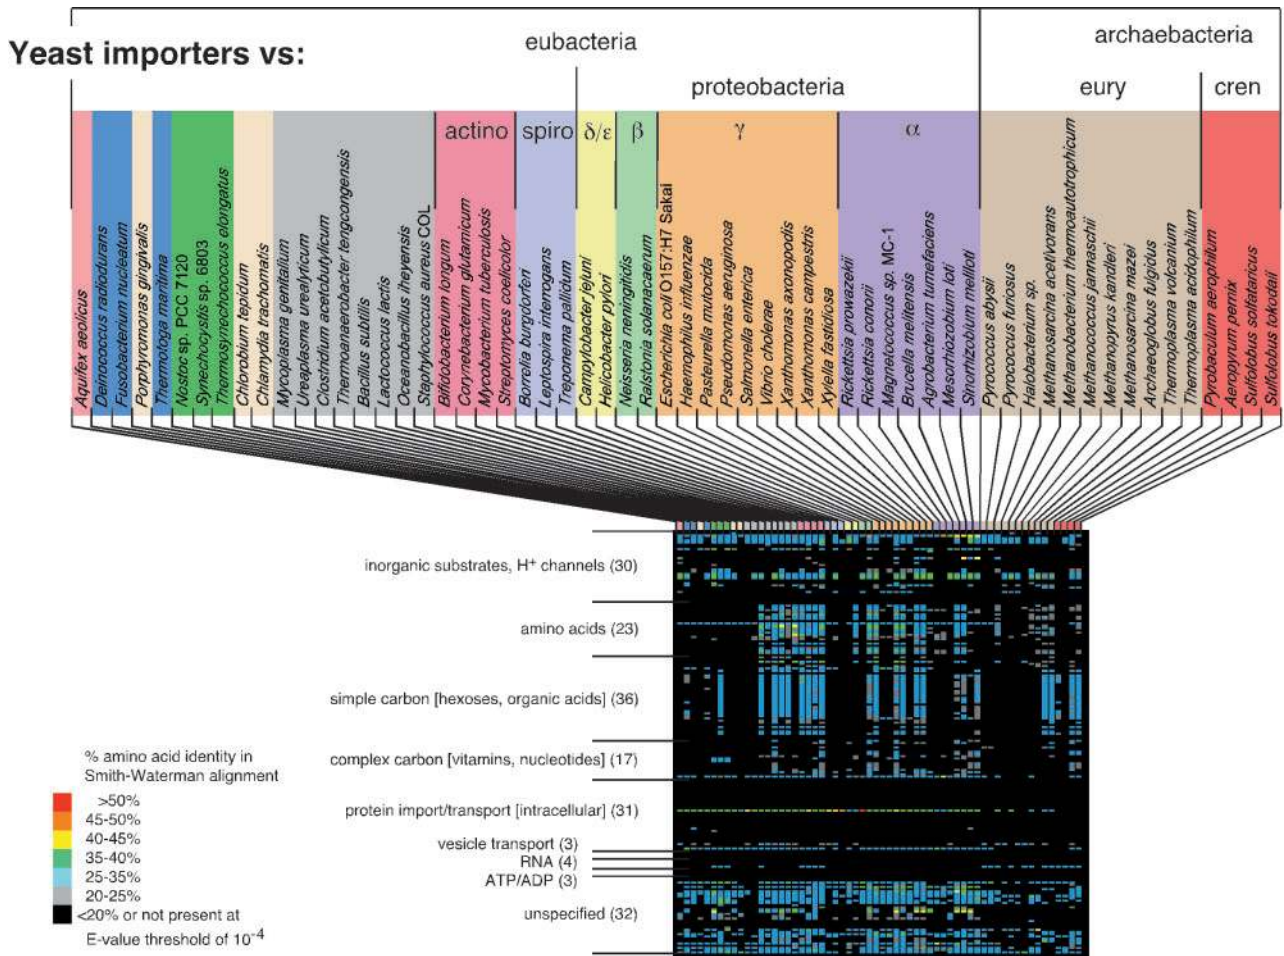 Yeast importers vs:
eubacteria
archaebacteria
proteobacteria
eury
cren
actino
spiro
δ/ε
β
γ
α
Aquifex aeolicus
Deinococcus radiodurans
Fusobacterium nucleatum
Porphyromonas gingivalis
Thermotoga maritima
Nostoc sp. PCC 7120
Synechocystis sp. 6803
Thermosynechococcus elongatus
Chlorobium tepidum
Chlamydia trachomatis
Mycoplasma genitalium
Ureaplasma urealyticum
Clostridium acetobutylicum
Thermoanaerobacter tengcongensis
Bacillus subtilis
Lactococcus lactis
Oceanobacillus iheyensis
Staphylococcus aureus COL
Bifidobacterium longum
Corynebacterium glutamicum
Mycobacterium tuberculosis
Streptomyces coelicolor
Borrelia burgdorferi
Leptospira interrogans
Treponema pallidum
Campylobacter jejuni
Helicobacter pylori
Neisseria meningitidis
Ralstonia solanacaerum
Escherichia coli O157:H7 Sakai
Haemophilus influenzae
Pasteurella mutocida
Pseudomonas aeruginosa
Salmonella enterica
Vibrio cholerae
Xanthomonas axonopodis
Xanthomonas campestris
Xylella fastidiosa
Rickettsia prowazekii
Rickettsia conorii
Magnetococcus sp. MC-1
Brucella melitensis
Agrobacterium tumefaciens
Mesorhizobium loti
Sinorhizobium meliloti
Pyrococcus abysii
Pyrococcus furiosus
Halobacterium sp.
Methanosarcina acetivorans
Methanobacterium thermoautotrophicum
Methanococcus jannaschii
Methanopyrus kandleri
Methanosarcina mazei
Archaeoglobus fulgidus
Thermoplasma volcanium
Thermoplasma acidophilum
Pyrobaculum aerophilum
Aeropyrum pernix
Sulfolobus solfataricus
Sulfolobus tokodaii
inorganic substrates, H+ channels (30)
amino acids (23)
simple carbon [hexoses, organic acids] (36)
complex carbon [vitamins, nucleotides] (17)
protein import/transport [intracellular] (31)
vesicle transport (3)
RNA (4)
ATP/ADP (3)
unspecified (32)
% amino acid identity in
Smith-Waterman alignment
>50%
45-50%
40-45%
35-40%
25-35%
20-25%
<20% or not present at
E-value threshold of 10-4